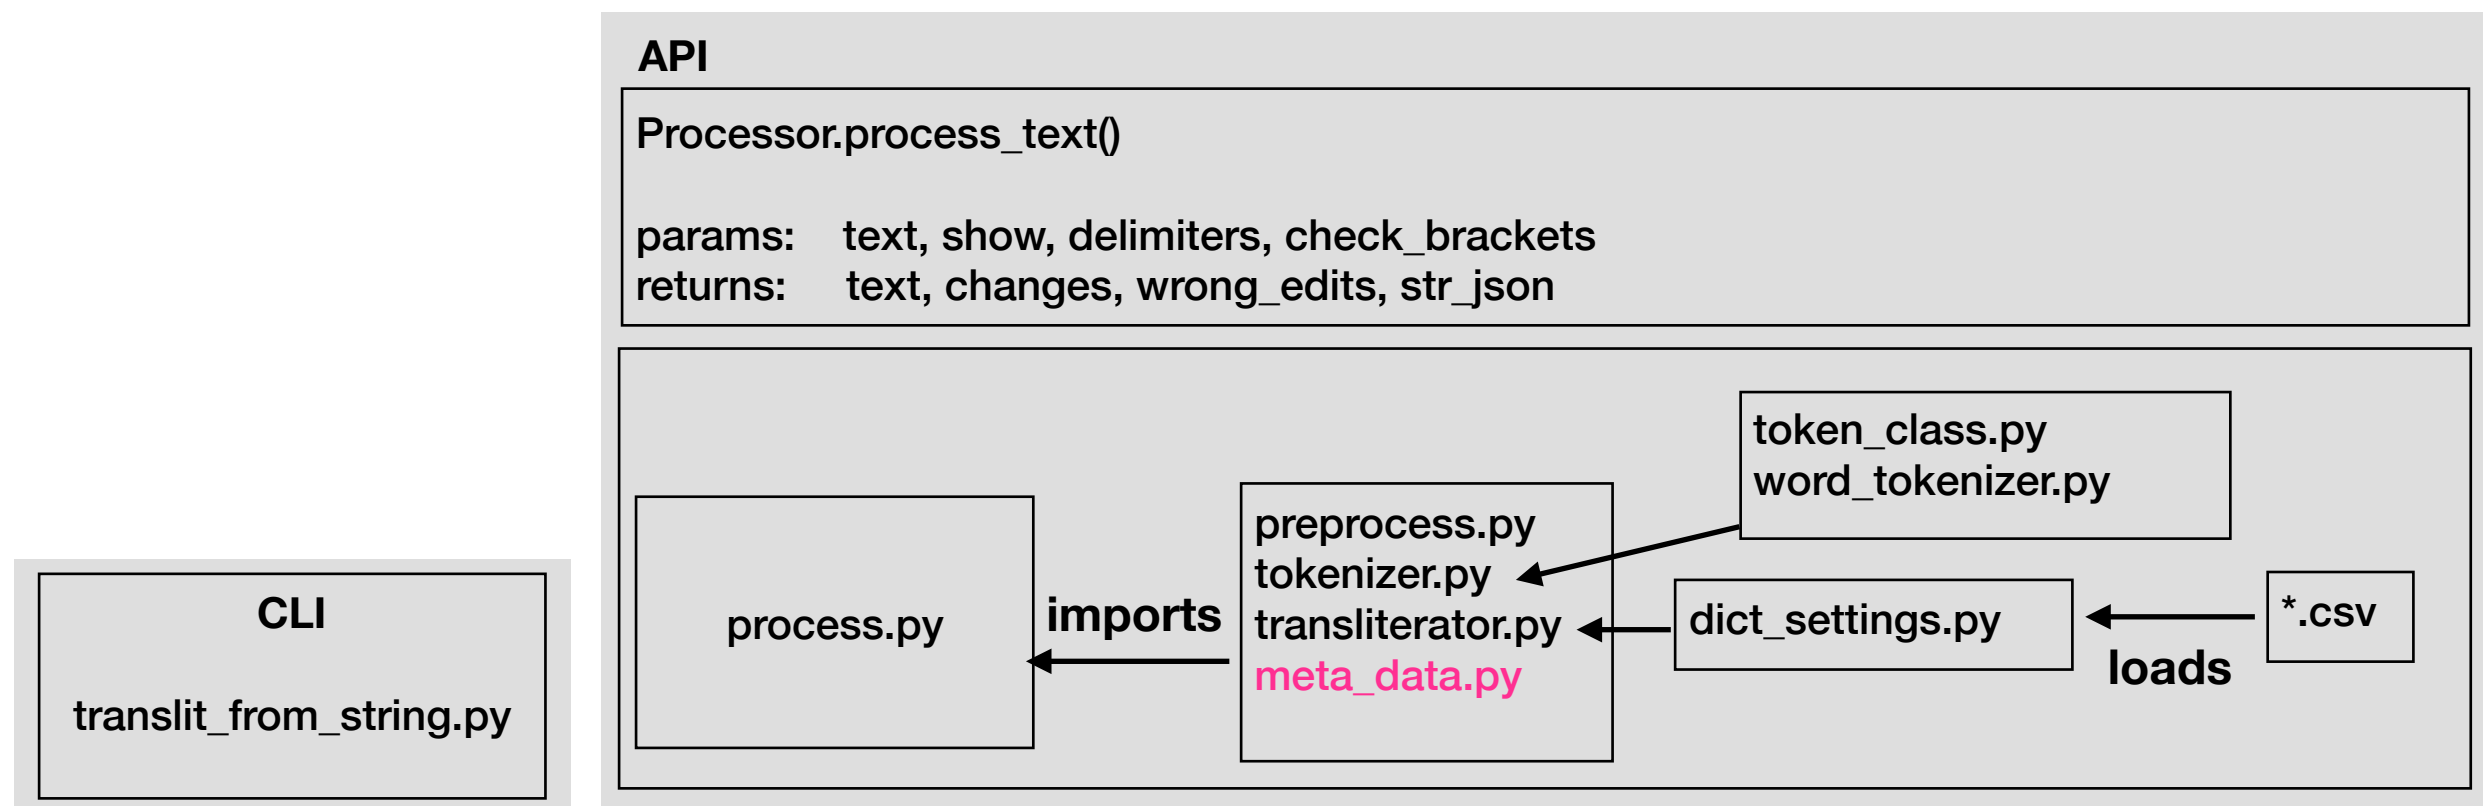 API
Processor.process_text()
params: text, show, delimiters, check_brackets
returns: text, changes, wrong_edits, str_json
CLI
translit_from_string.py
process.py
imports
preprocess.py
tokenizer.py
transliterator.py
meta_data.py
token_class.py
word_tokenizer.py
dict_settings.py
loads
*.csv